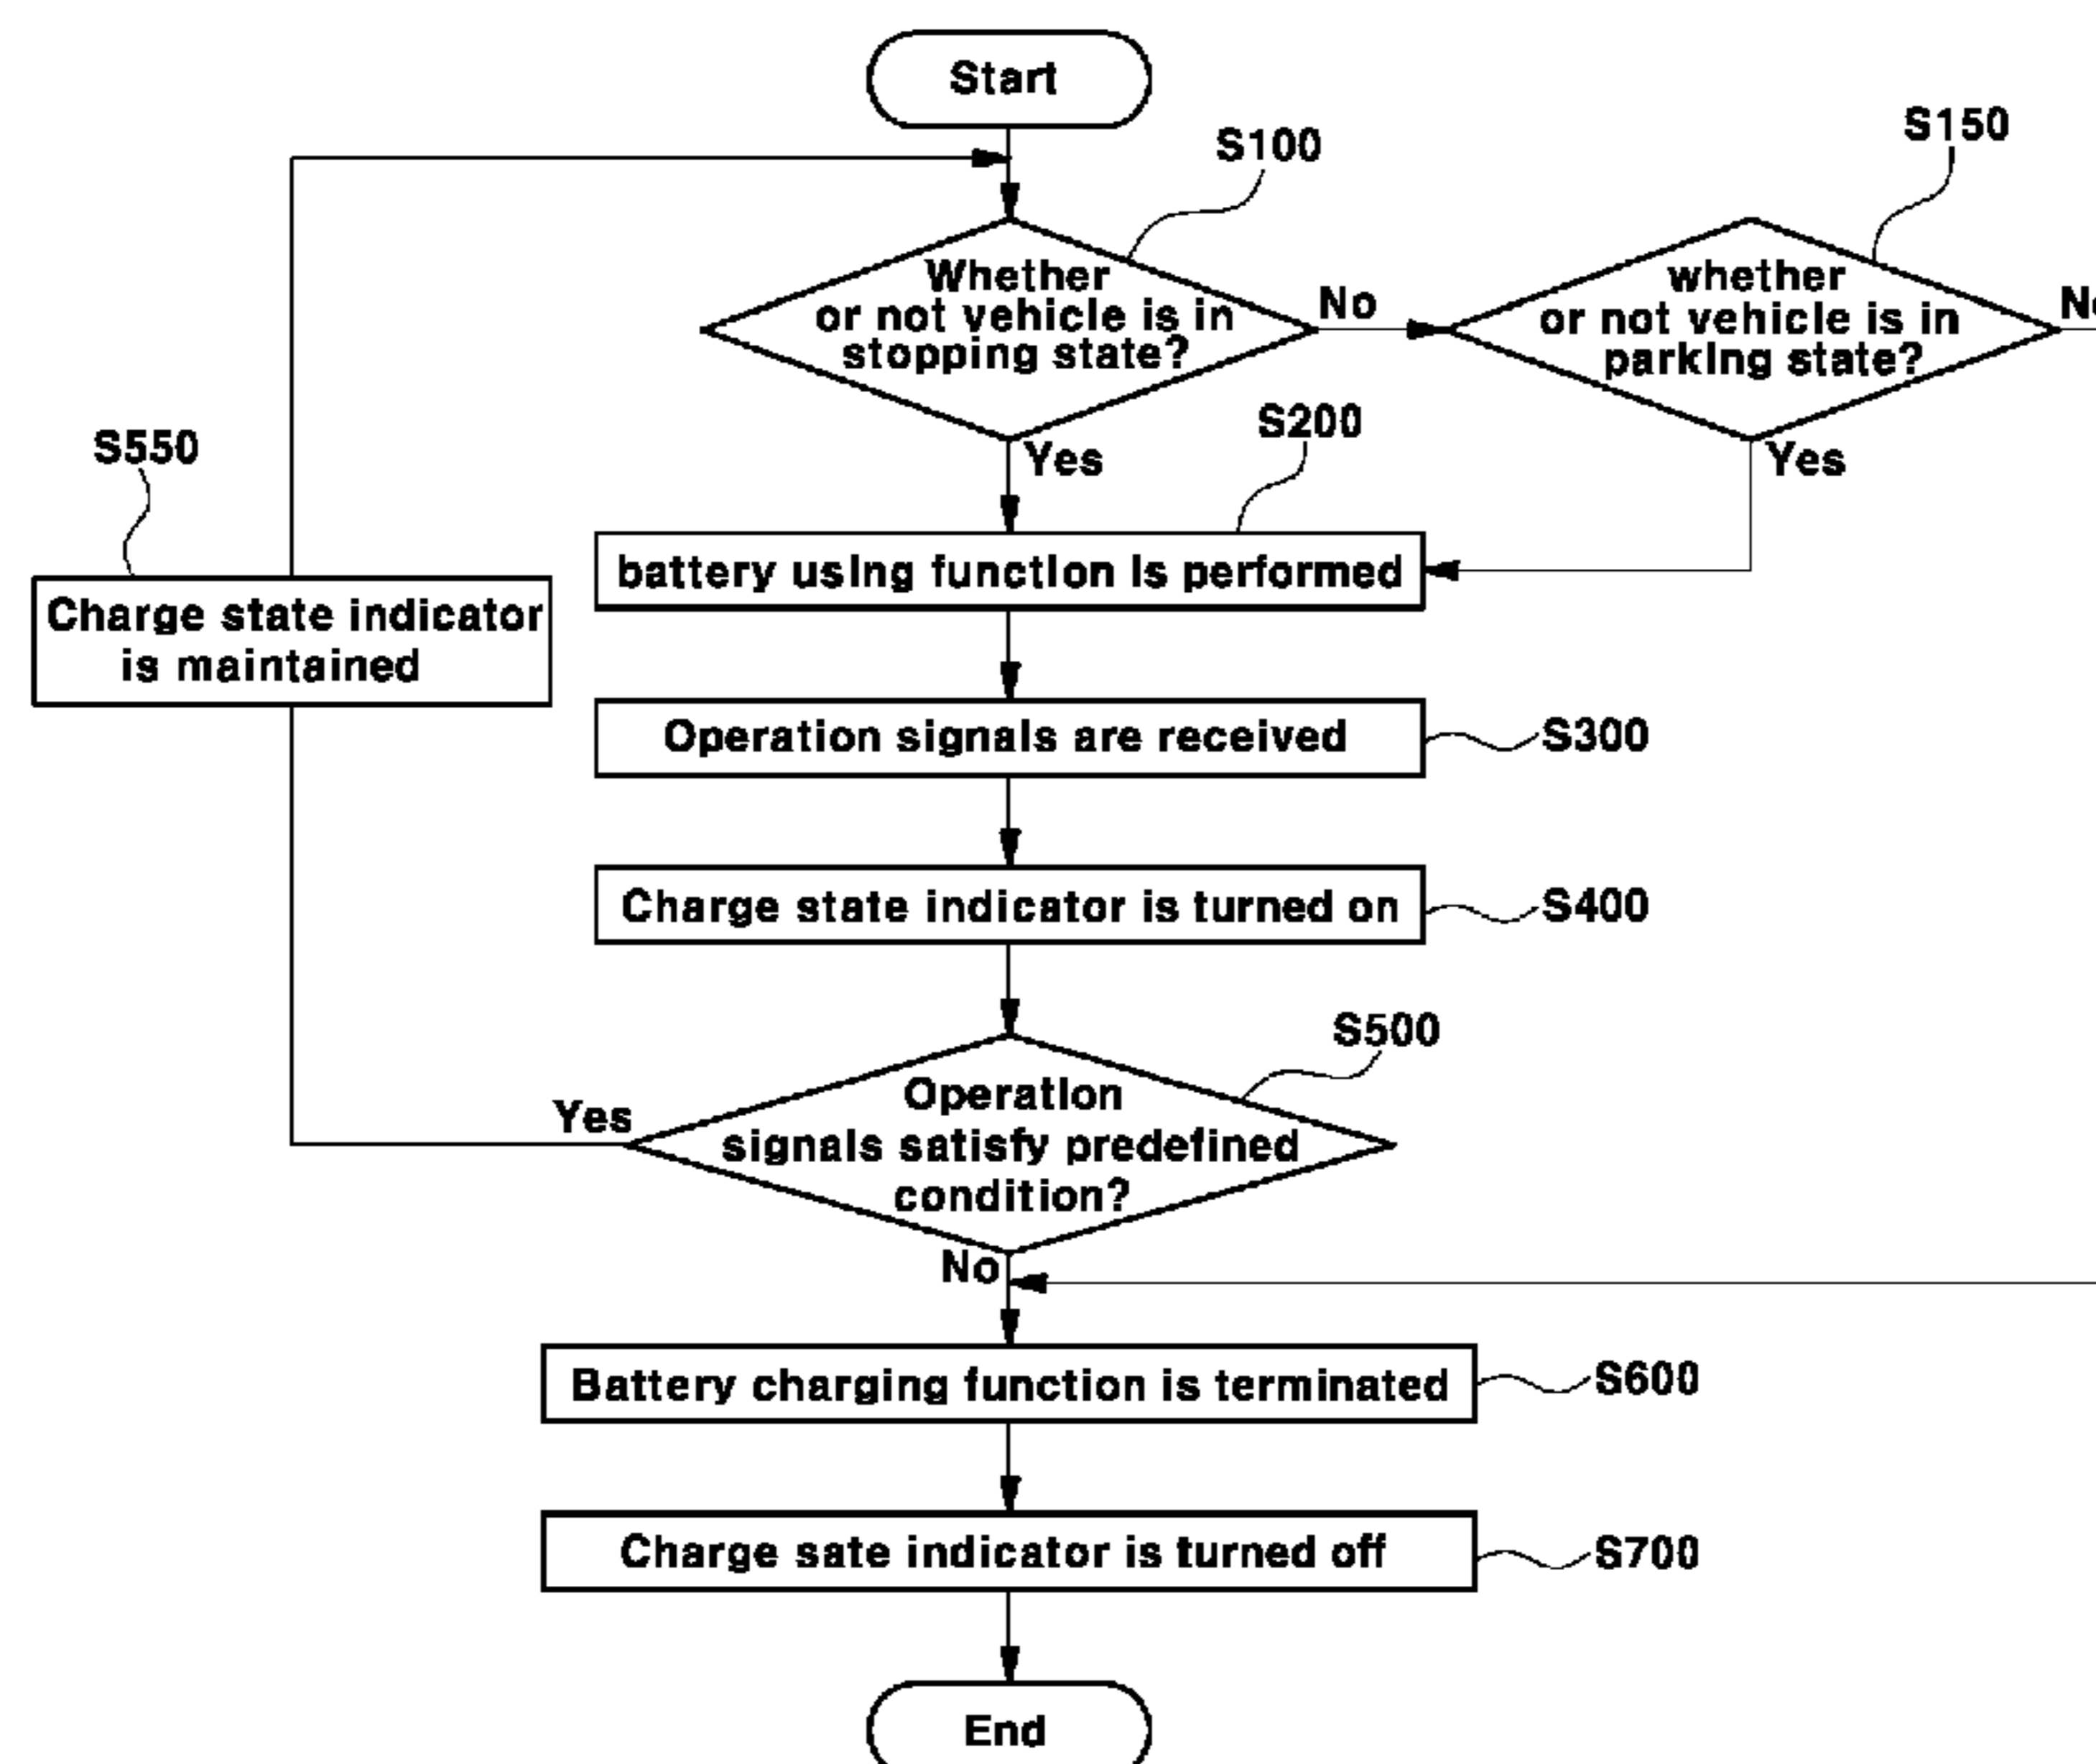 Start
S100
S150
Whether
or not vehicle is in
stopping state?
No
whether
or not vehicle is in
parking state?
No
Yes
Yes
S200
S550
battery using function is performed
Charge state indicator
is maintained
Operation signals are received
S300
Charge state indicator is turned on
S400
S500
Operation
signals satisfy predefined
condition?
Yes
No
Battery charging function is terminated
S600
Charge sate indicator is turned off
S700
End